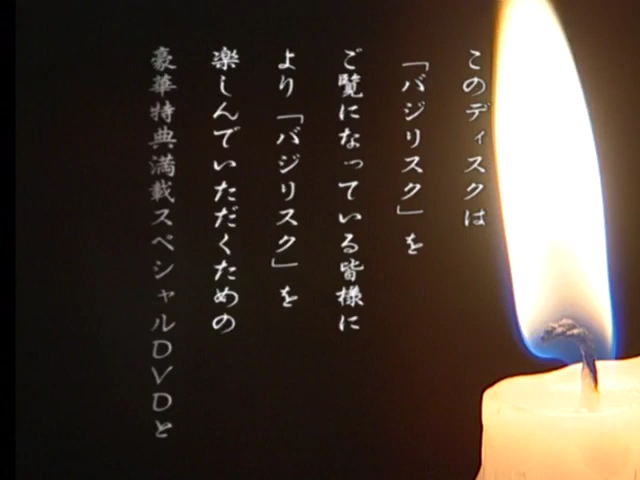 このディスクは
「バジリスク」を
ご覧になっている皆様に
より「バジリスク」を
楽しんでいただくための
豪華特典満載スペシャルDVDと